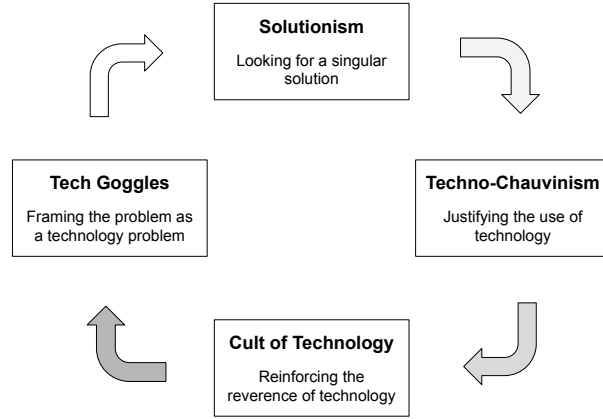 Solutionism
Looking for a singular
solution
Tech Goggles
Framing the problem as
a technology problem
Techno-Chauvinism
Justifying the use of
technology
Cult of Technology
Reinforcing the
reverence of technology